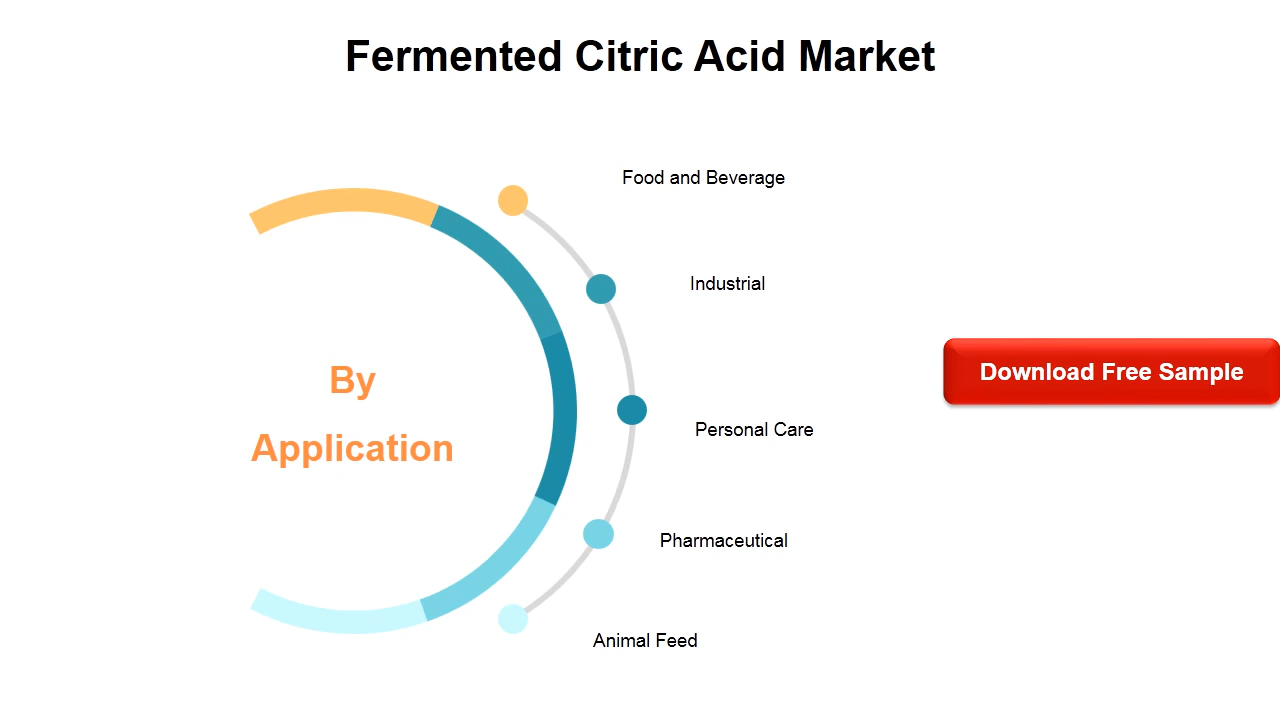 Fermented Citric Acid Market
Food and Beverage
Industrial
Download Free Sample
By
Application
Personal Care
Pharmaceutical
Animal Feed